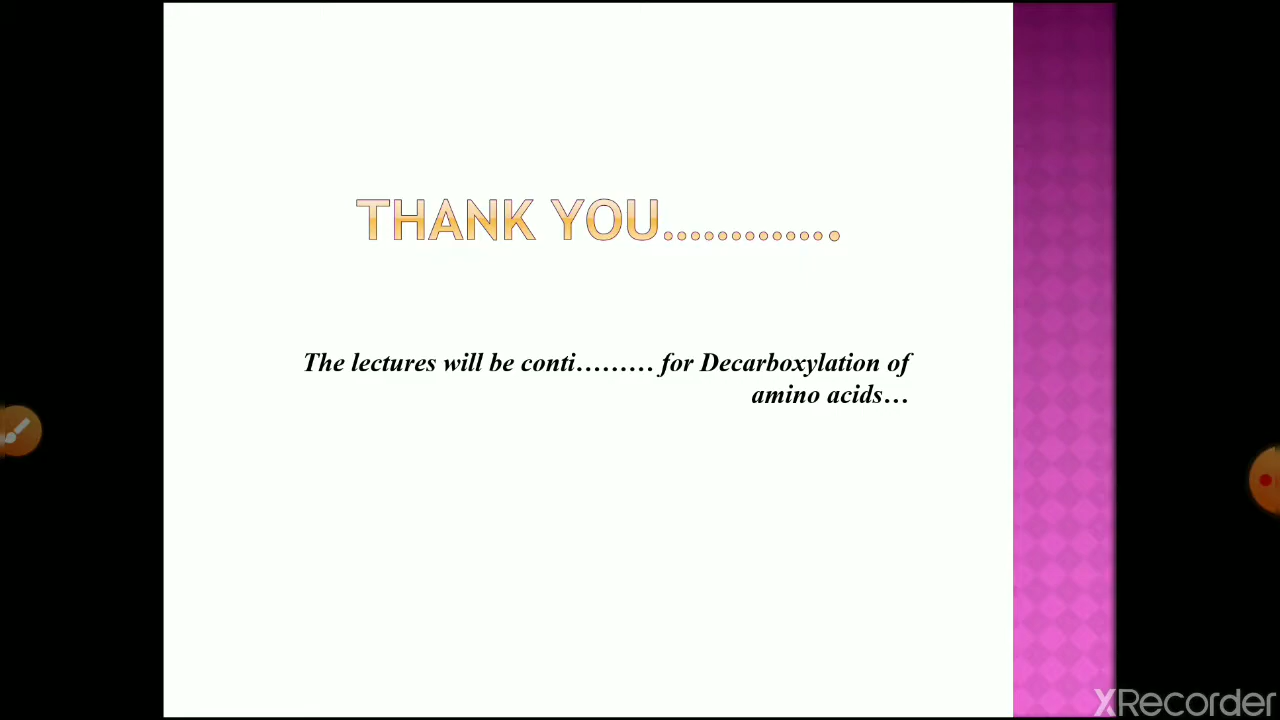 THANK YOU.............
The lectures will be conti……… for Decarboxylation of
amino acids…
XRecorder